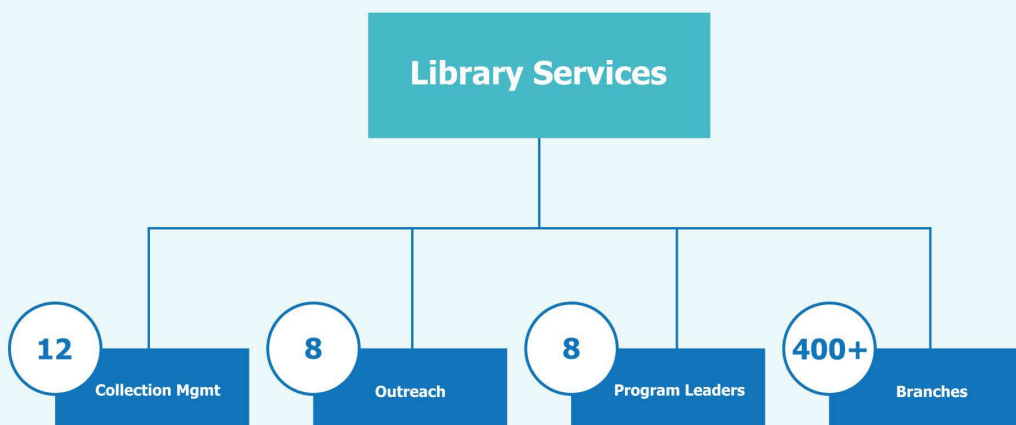 Library Services
12
Collection Mgmt
8
Outreach
8
Program Leaders
400+
Branches